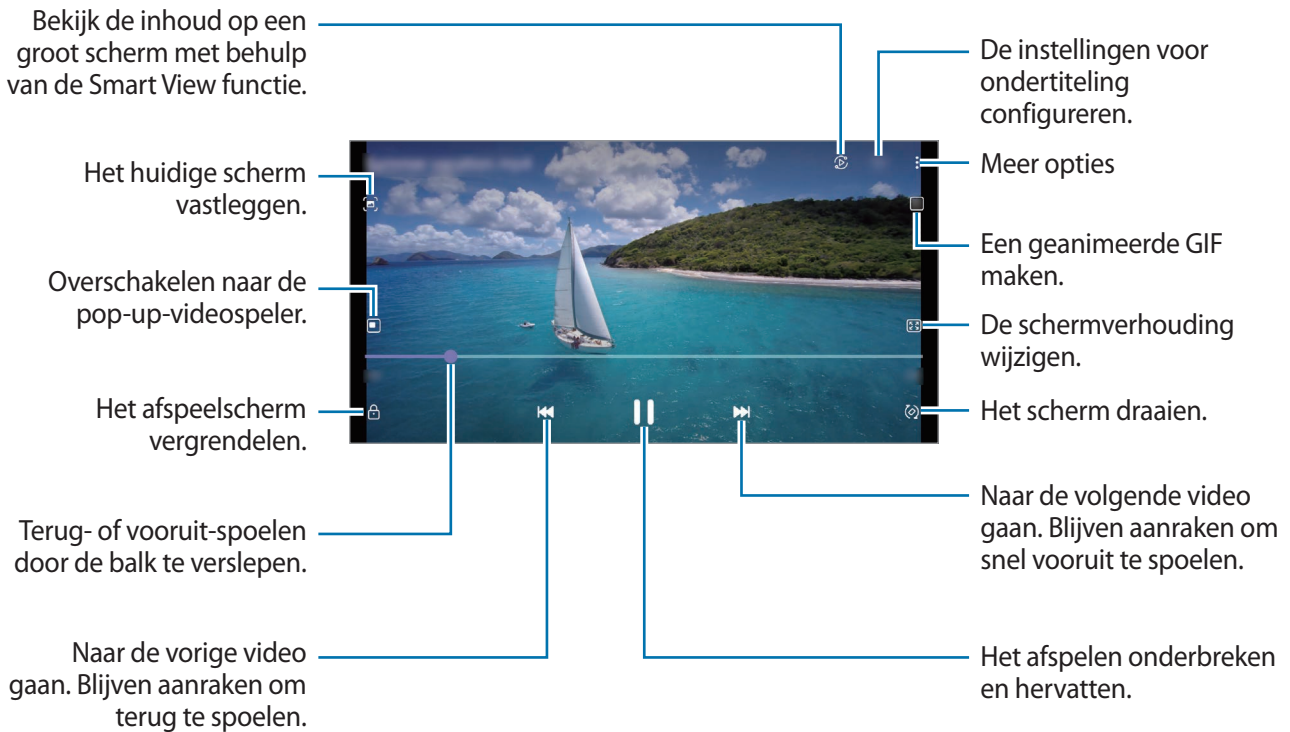 Bekijk de inhoud op een
groot scherm met behulp
van de Smart View functie.
Het huidige scherm
vastleggen.
Overschakelen naar de
pop-up-videospeler.
Het afspeelscherm
vergrendelen.
Terug- of vooruit-spoelen
door de balk te verslepen.
Naar de vorige video
gaan. Blijven aanraken om
terug te spoelen.
De instellingen voor
ondertiteling
configureren.
Meer opties
Een geanimeerde GIF
maken.
De schermverhouding
wijzigen.
Het scherm draaien.
Naar de volgende video
gaan. Blijven aanraken om
snel vooruit te spoelen.
Het afspelen onderbreken
en hervatten.